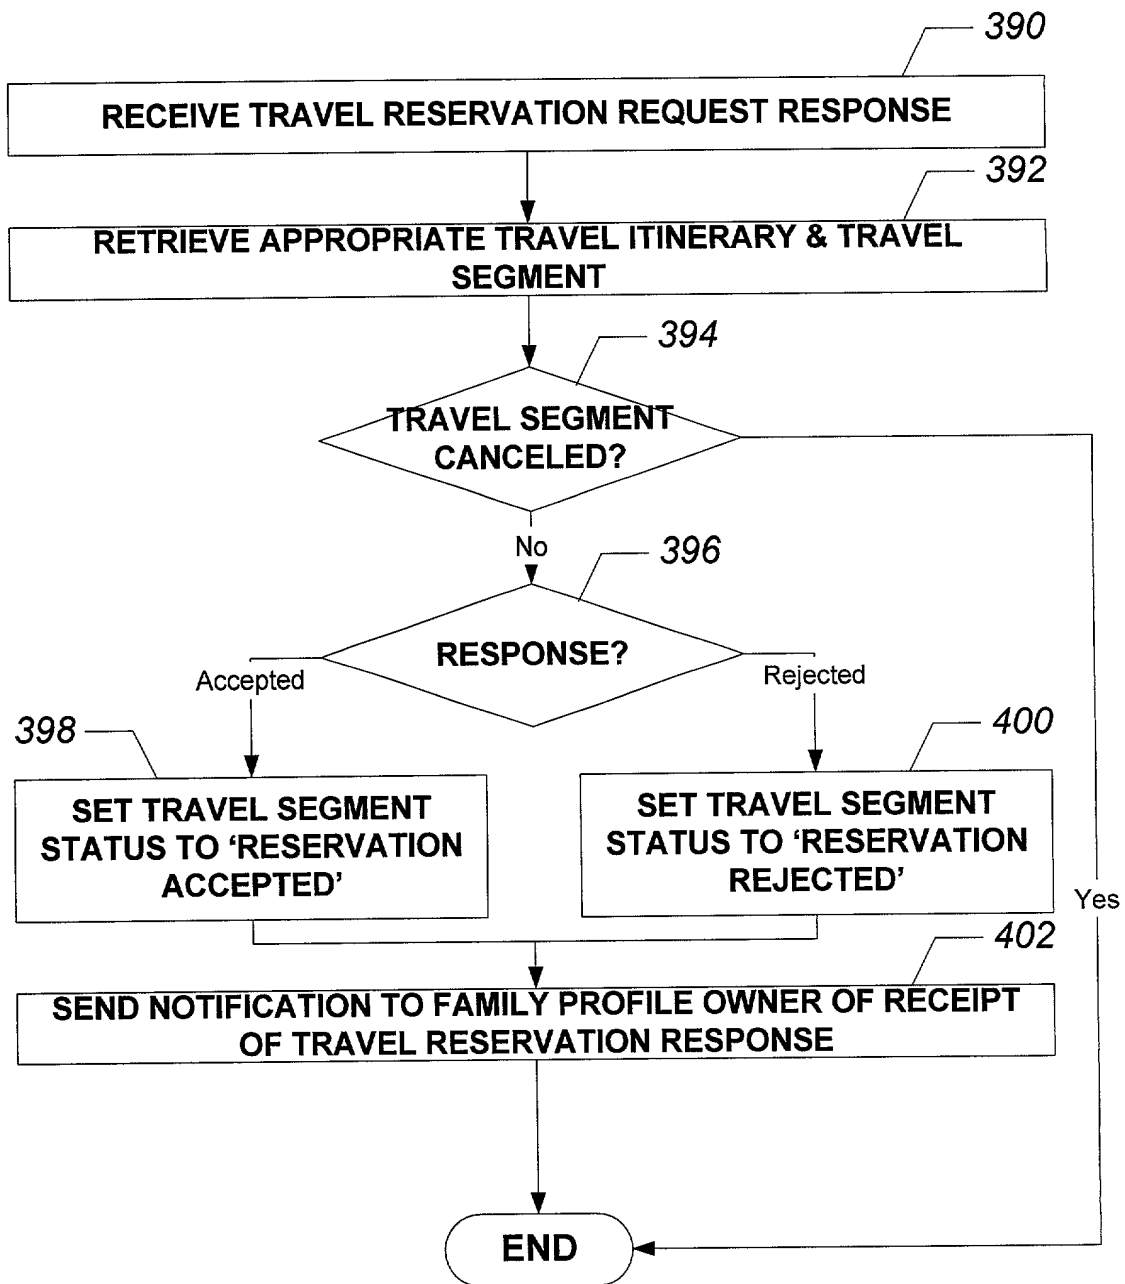 390
RECEIVE TRAVEL RESERVATION REQUEST RESPONSE
392
RETRIEVE APPROPRIATE TRAVEL ITINERARY & TRAVEL
SEGMENT
394
TRAVEL SEGMENT
CANCELED?
No
396
RESPONSE?
Accepted
Rejected
398
400
SET TRAVEL SEGMENT
STATUS TO ‘RESERVATION
ACCEPTED’
SET TRAVEL SEGMENT
STATUS TO ‘RESERVATION
REJECTED’
Yes
402
SEND NOTIFICATION TO FAMILY PROFILE OWNER OF RECEIPT
OF TRAVEL RESERVATION RESPONSE
END